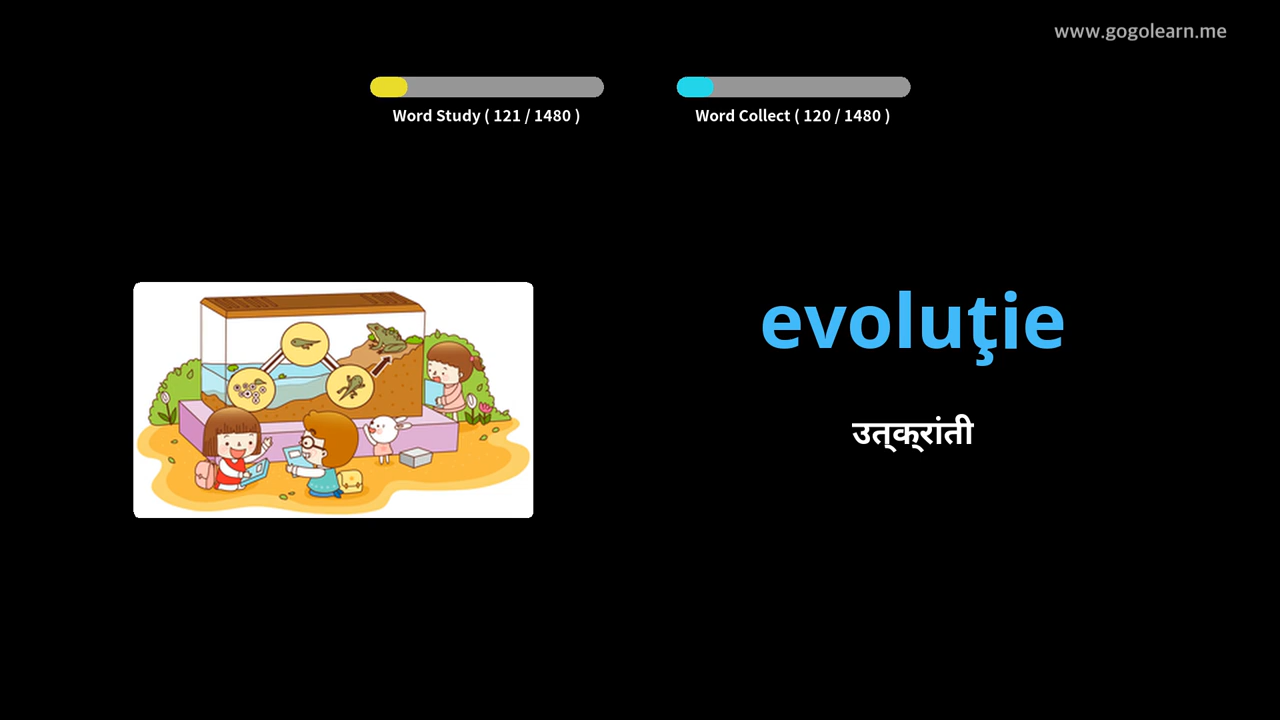 www.gogolearn.me
Word Study ( 121 / 1480 )
Word Collect ( 120 / 1480 )
evoluţie
उत्क्रांती